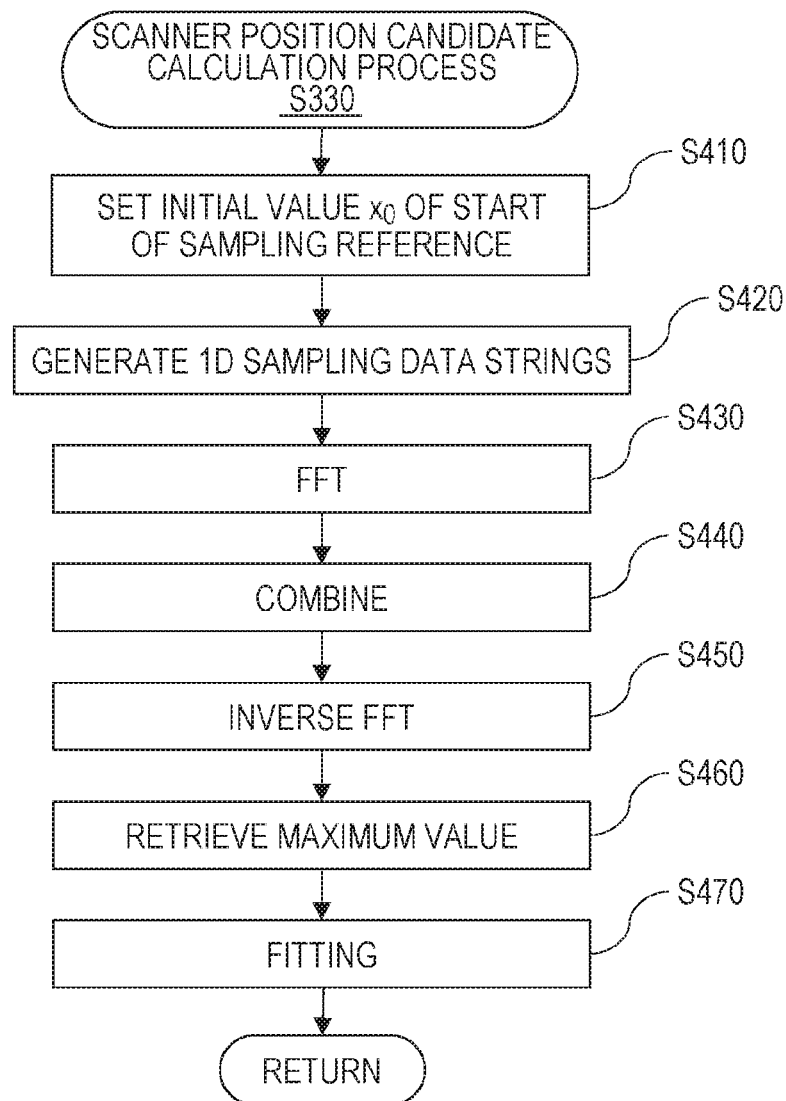 SCANNER POSITION CANDIDATE
CALCULATION PROCESS
S330
S410
SET INITIAL VALUE x0 OF START
OF SAMPLING REFERENCE
S420
GENERATE 1D SAMPLING DATA STRINGS
S430
FFT
S440
COMBINE
S450
INVERSE FFT
S460
RETRIEVE MAXIMUM VALUE
S470
FITTING
RETURN